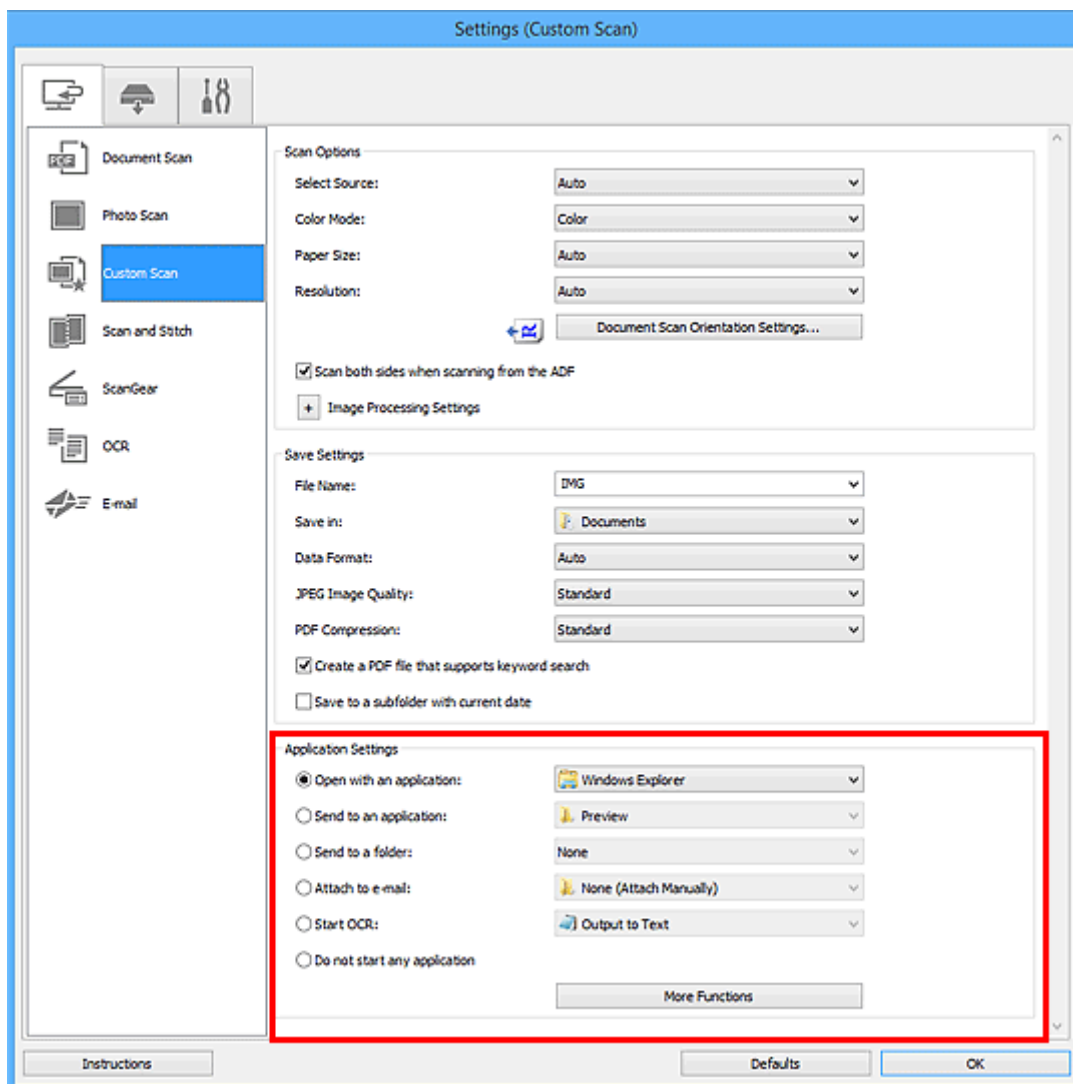 Settings (Custom Scan)
Document Scan
Photo Scan
Custom Scan
Scan and Stitch
ScanGear
OCR
E-mail
Scan Options
Select Source: Auto
Color Mode: Color
Paper Size: Auto
Resolution: Auto
Document Scan Orientation Settings...
Scan both sides when scanning from the ADF
+ Image Processing Settings
Save Settings
File Name: IMG
Save in: Documents
Data Format: Auto
JPEG Image Quality: Standard
PDF Compression: Standard
Create a PDF file that supports keyword search
Save to a subfolder with current date
Application Settings
Open with an application: Windows Explorer
Send to an application: Preview
Send to a folder: None
Attach to e-mail: None (Attach Manually)
Start OCR: Output to Text
Do not start any application
More Functions
Instructions Defaults OK